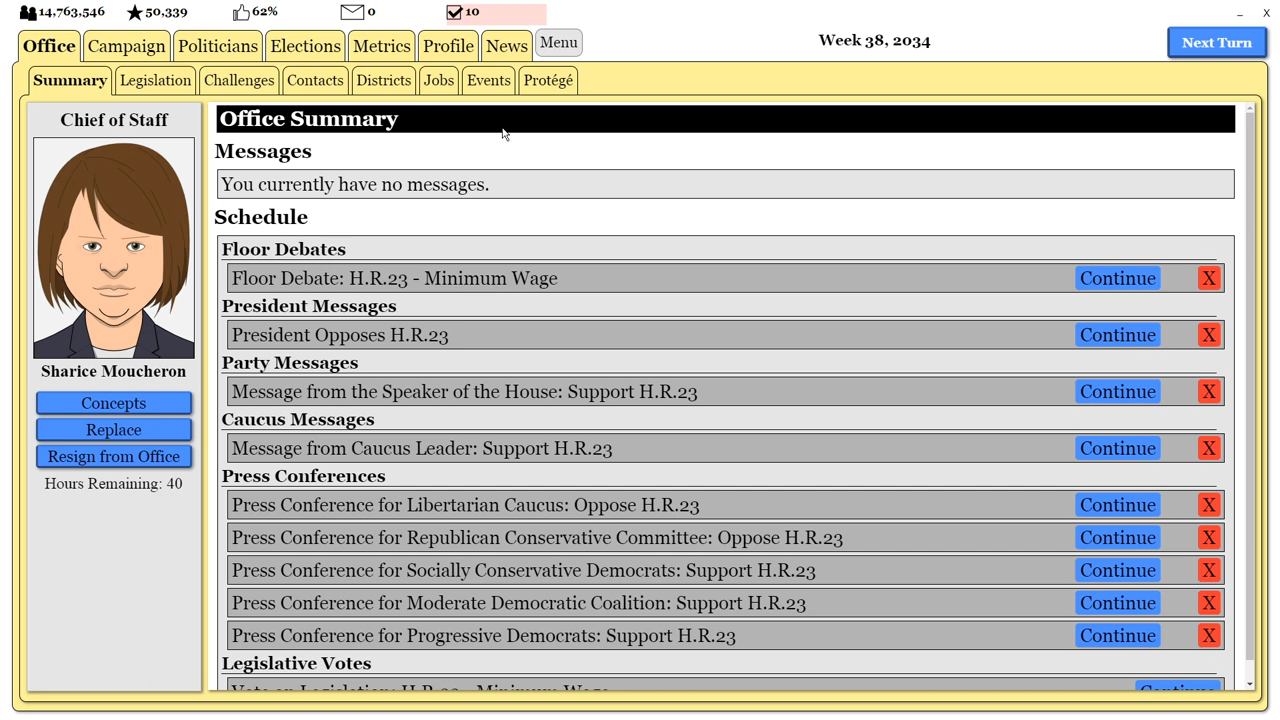 14,763,546 50,339 62% 0 10 _ X
Office Campaign Politicians Elections Metrics Profile News Menu Week 38, 2034 Next Turn
Summary Legislation Challenges Contacts Districts Jobs Events Protégé
Chief of Staff
Sharice Moucheron
Concepts
Replace
Resign from Office
Hours Remaining: 40
Office Summary
Messages
You currently have no messages.
Schedule
Floor Debates
Floor Debate: H.R.23 - Minimum Wage Continue X
President Messages
President Opposes H.R.23 Continue X
Party Messages
Message from the Speaker of the House: Support H.R.23 Continue X
Caucus Messages
Message from Caucus Leader: Support H.R.23 Continue X
Press Conferences
Press Conference for Libertarian Caucus: Oppose H.R.23 Continue X
Press Conference for Republican Conservative Committee: Oppose H.R.23 Continue X
Press Conference for Socially Conservative Democrats: Support H.R.23 Continue X
Press Conference for Moderate Democratic Coalition: Support H.R.23 Continue X
Press Conference for Progressive Democrats: Support H.R.23 Continue X
Legislative Votes
Vote on Legislation: H.R.23 - Minimum Wage Continue